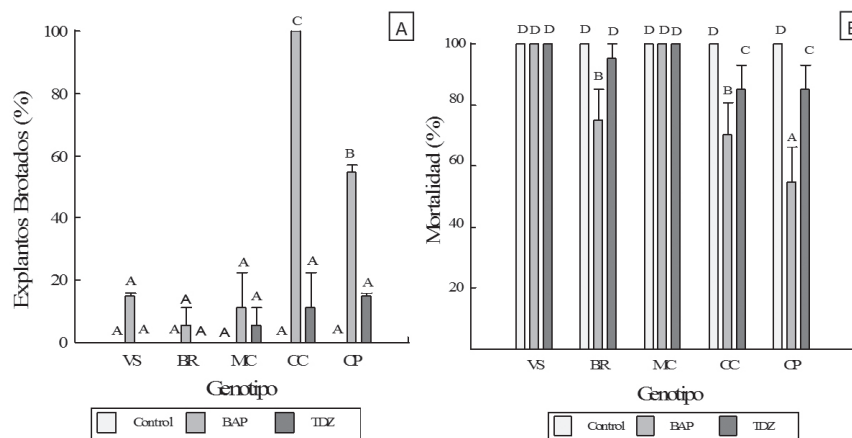 A
Explantos Brotados (%)
100
80
60
40
20
0
C
B
A
A
A
A
A
A
A A
A A
A
A
A
VS BR MC CC CP
Genotipo
Control BAP TDZ
Mortalidad (%)
100
80
60
40
20
D D D
D
D
D D D
D
D
B
C
C
B
A
VS BR MC CC CP
Genotipo
Control BAP TDZ